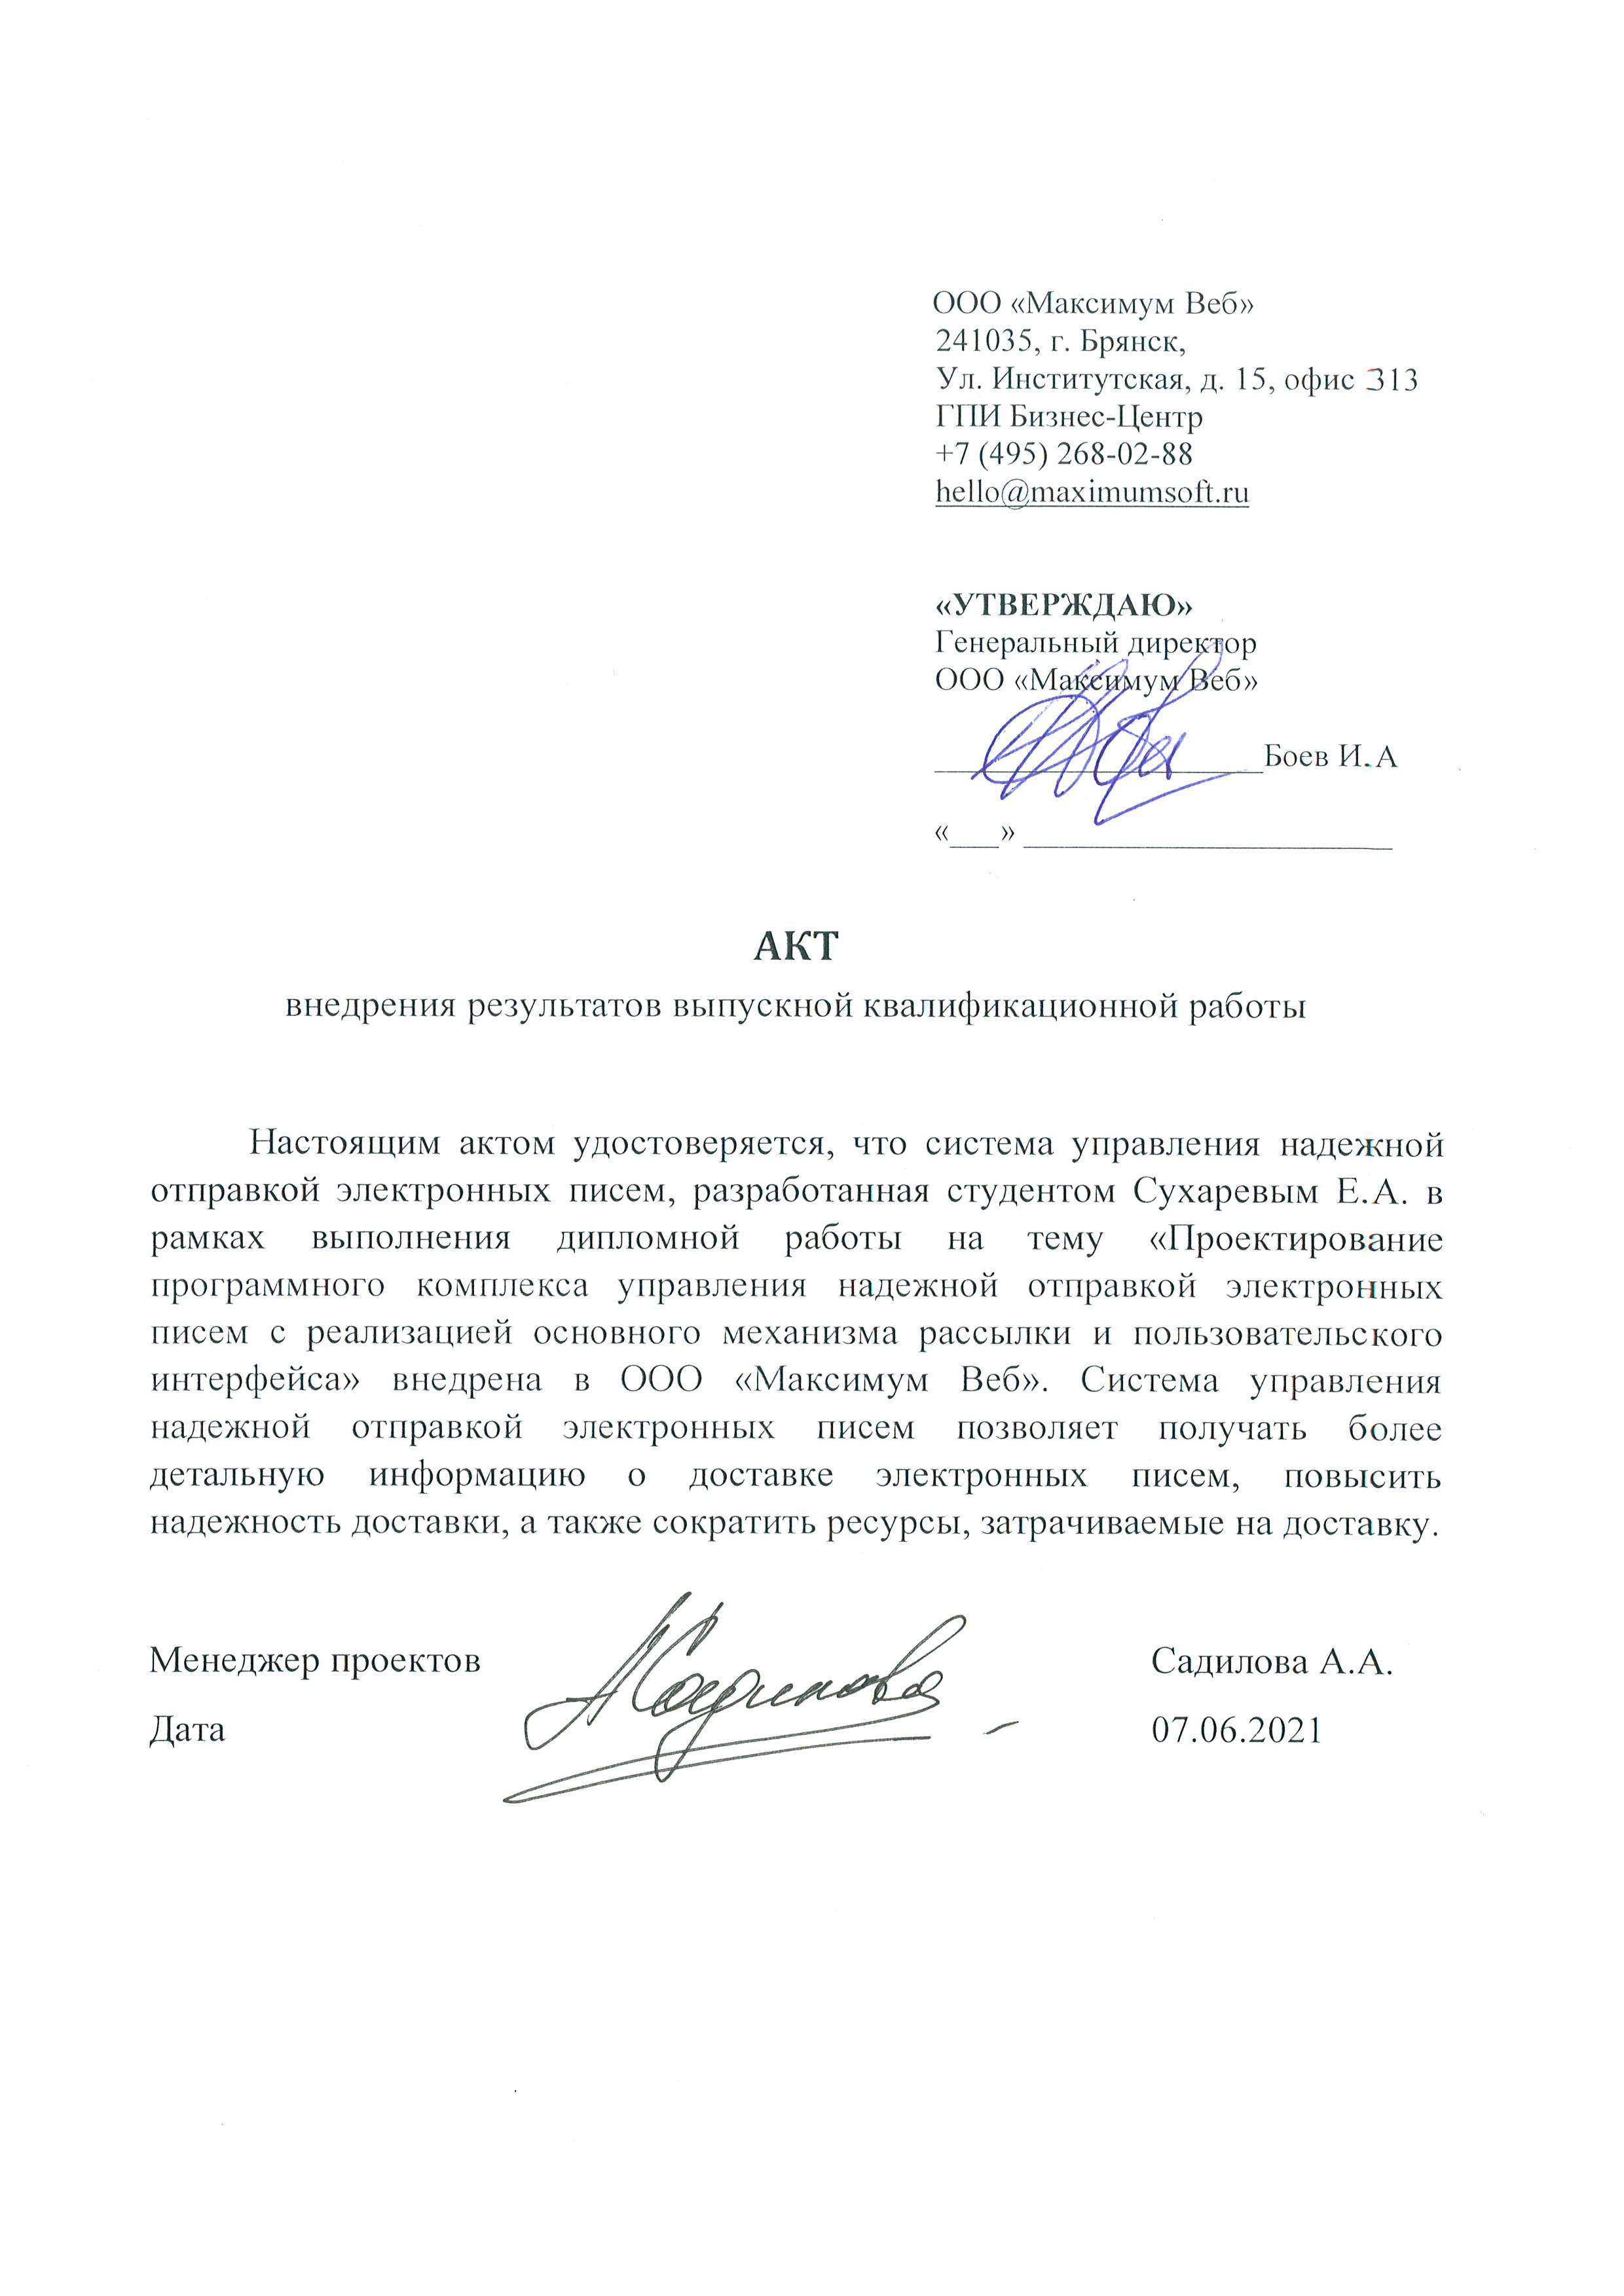 ООО «Максимум Веб»
241035, г. Брянск,
Ул. Институтская, д. 15, офис 313
ГПИ Бизнес-Центр
+7 (495) 268-02-88
hello@maximumsoft.ru
«УТВЕРЖДАЮ»
Генеральный директор
ООО «Максимум Веб»
____________________Боев И.А
«___» ______________________
АКТ
внедрения результатов выпускной квалификационной работы
Настоящим актом удостоверяется, что система управления надежной
отправкой электронных писем, разработанная студентом Сухаревым Е.А. в
рамках выполнения дипломной работы на тему «Проектирование
программного комплекса управления надежной отправкой электронных
писем с реализацией основного механизма рассылки и пользовательского
интерфейса» внедрена в ООО «Максимум Веб». Система управления
надежной отправкой электронных писем позволяет получать более
детальную информацию о доставке электронных писем, повысить
надежность доставки, а также сократить ресурсы, затрачиваемые на доставку.
Менеджер проектов Садилова А.А.
Дата 07.06.2021